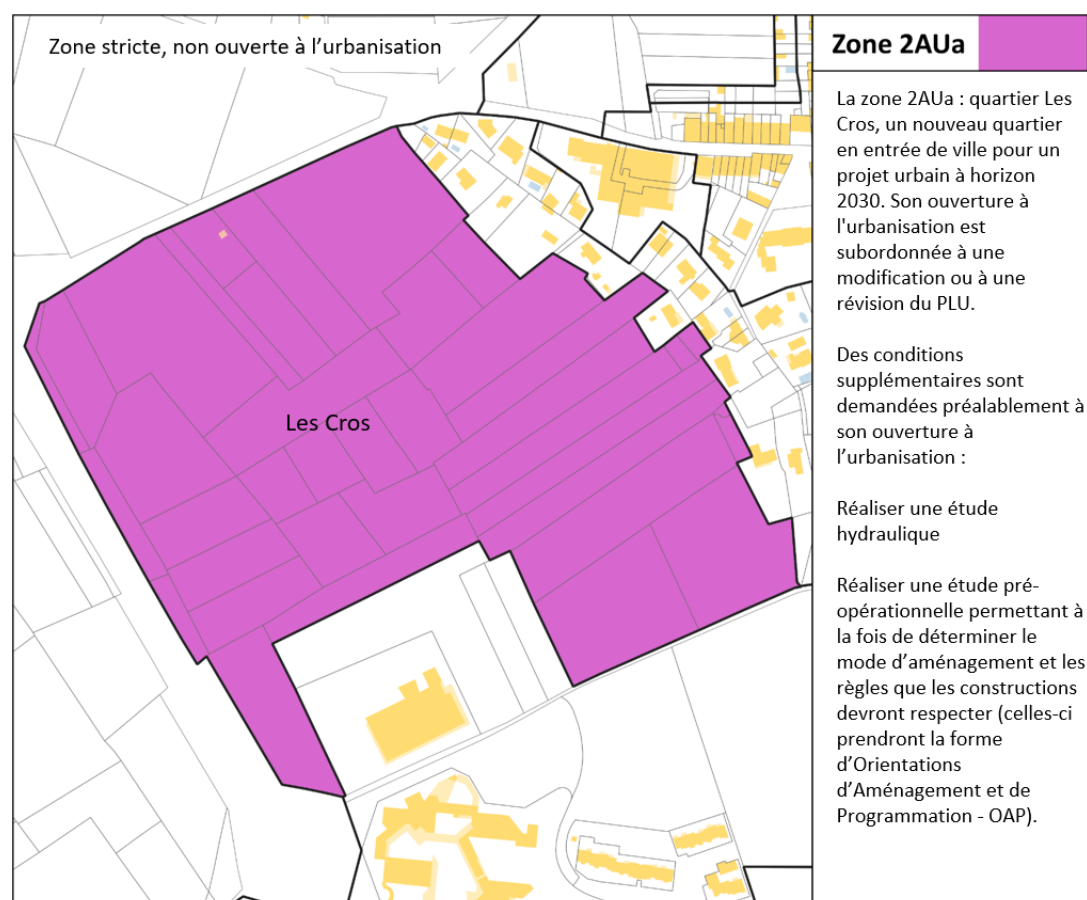 Zone stricte, non ouverte à l’urbanisation
Zone 2AUa
La zone 2AUa : quartier Les
Cros, un nouveau quartier
en entrée de ville pour un
projet urbain à horizon
2030. Son ouverture à
l'urbanisation est
subordonnée à une
modification ou à une
révision du PLU.
Des conditions
supplémentaires sont
demandées préalablement à
son ouverture à
l’urbanisation :
Réaliser une étude
hydraulique
Réaliser une étude pré-
opérationnelle permettant à
la fois de déterminer le
mode d’aménagement et les
règles que les constructions
devront respecter (celles-ci
prendront la forme
d’Orientations
d’Aménagement et de
Programmation - OAP).
Les Cros